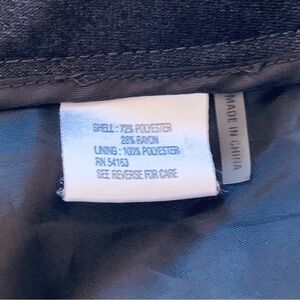 SHELL: 72% POLYESTER
28% RAYON
LINING: 100% POLYESTER
RN 54163
SEE REVERSE FOR CARE
MADE IN CHINA